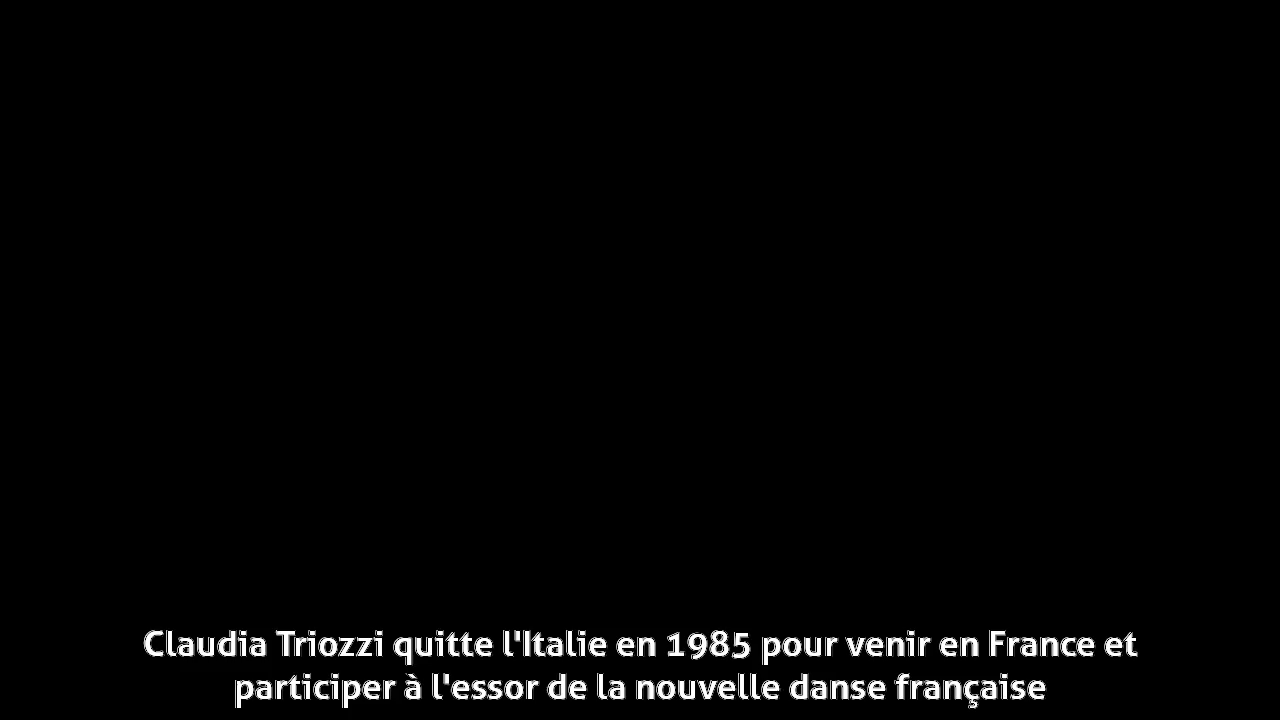 Claudia Triozzi quitte l'Italie en 1985 pour venir en France et
participer à l'essor de la nouvelle danse française